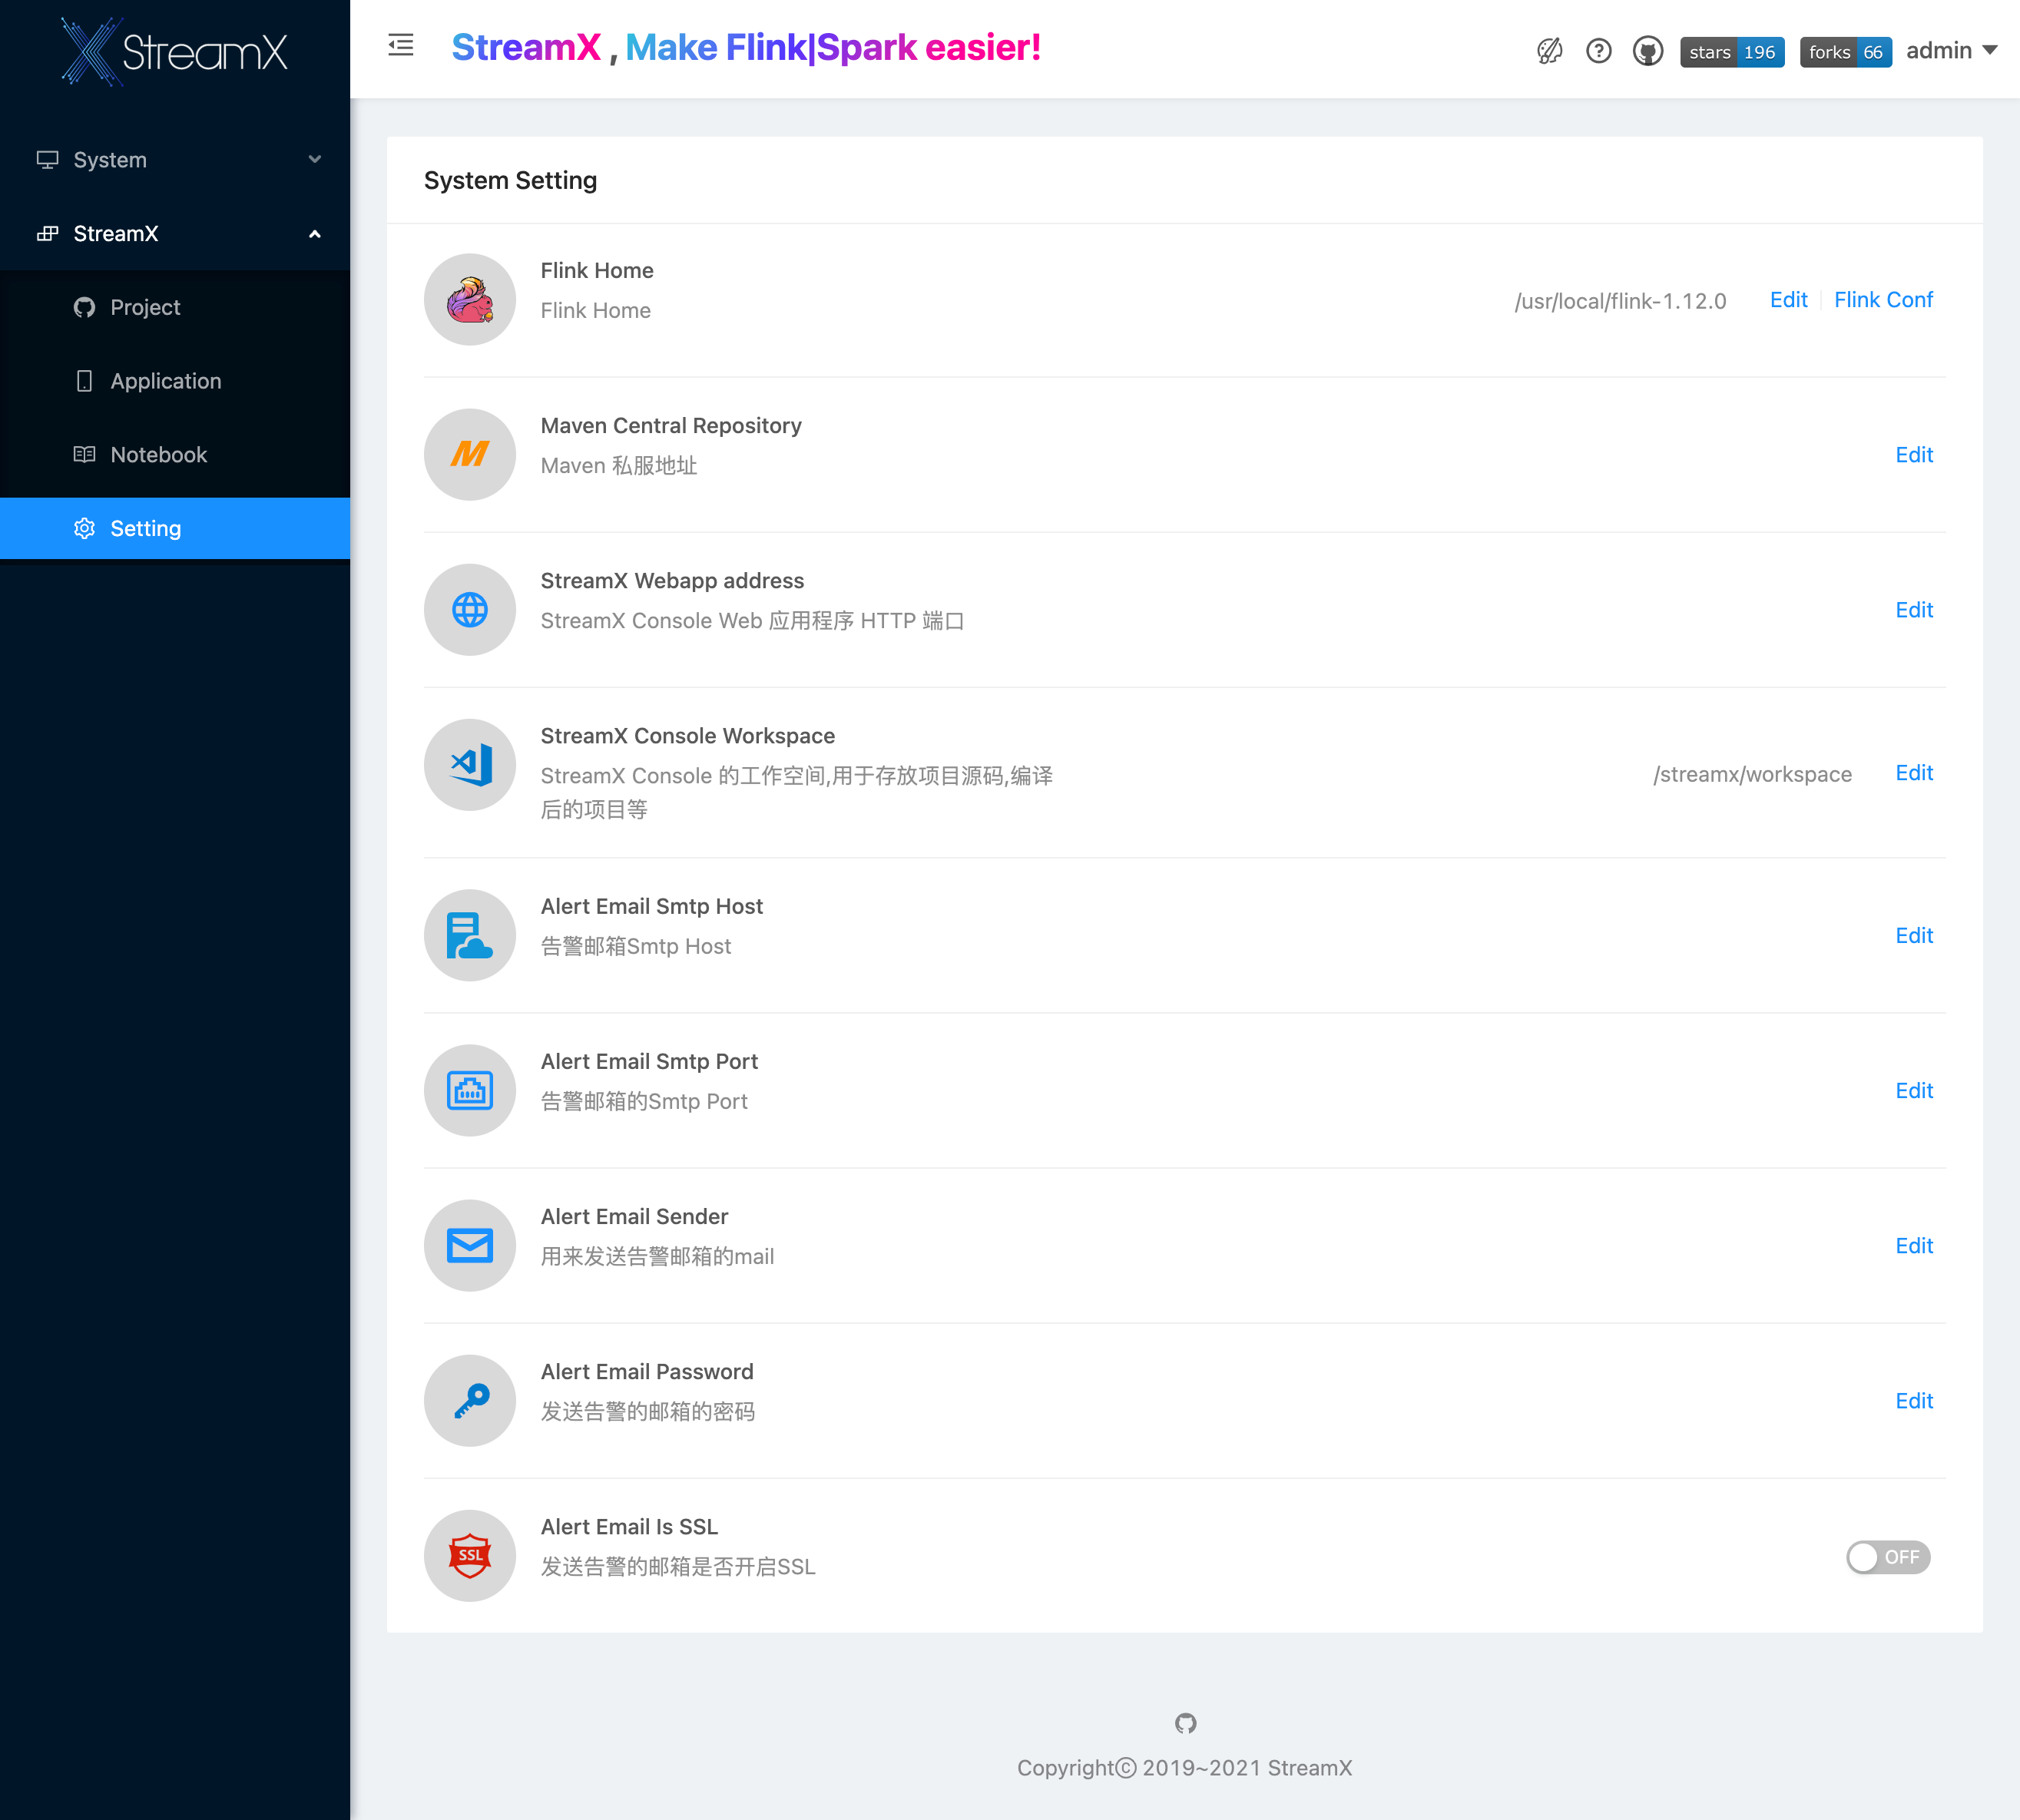 StreamX
StreamX , Make Flink|Spark easier!
stars 196
forks 66
admin
System
StreamX
Project
Application
Notebook
Setting
System Setting
Flink Home
Flink Home
/usr/local/flink-1.12.0
Edit
Flink Conf
Maven Central Repository
Maven 私服地址
Edit
StreamX Webapp address
StreamX Console Web 应用程序 HTTP 端口
Edit
StreamX Console Workspace
StreamX Console 的工作空间,用于存放项目源码,编译
后的项目等
/streamx/workspace
Edit
Alert Email Smtp Host
告警邮箱Smtp Host
Edit
Alert Email Smtp Port
告警邮箱的Smtp Port
Edit
Alert Email Sender
用来发送告警邮箱的mail
Edit
Alert Email Password
发送告警的邮箱的密码
Edit
SSL
Alert Email Is SSL
发送告警的邮箱是否开启SSL
OFF
Copyright© 2019~2021 StreamX